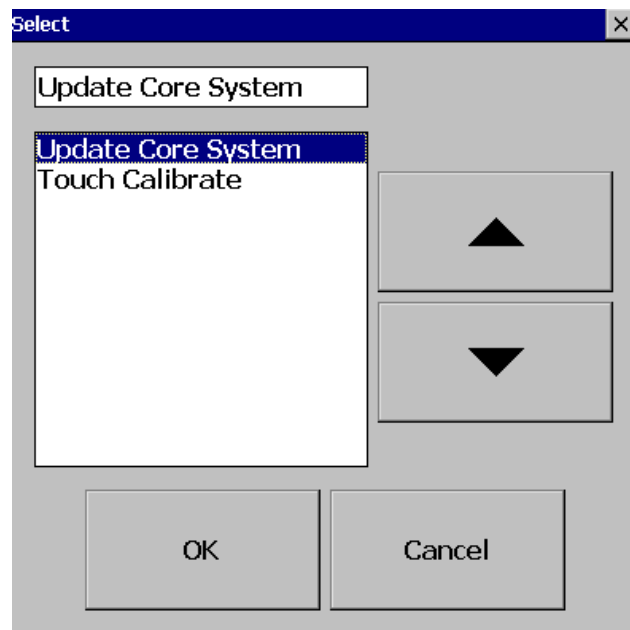 Select
Update Core System
Update Core System
Touch Calibrate
OK
Cancel